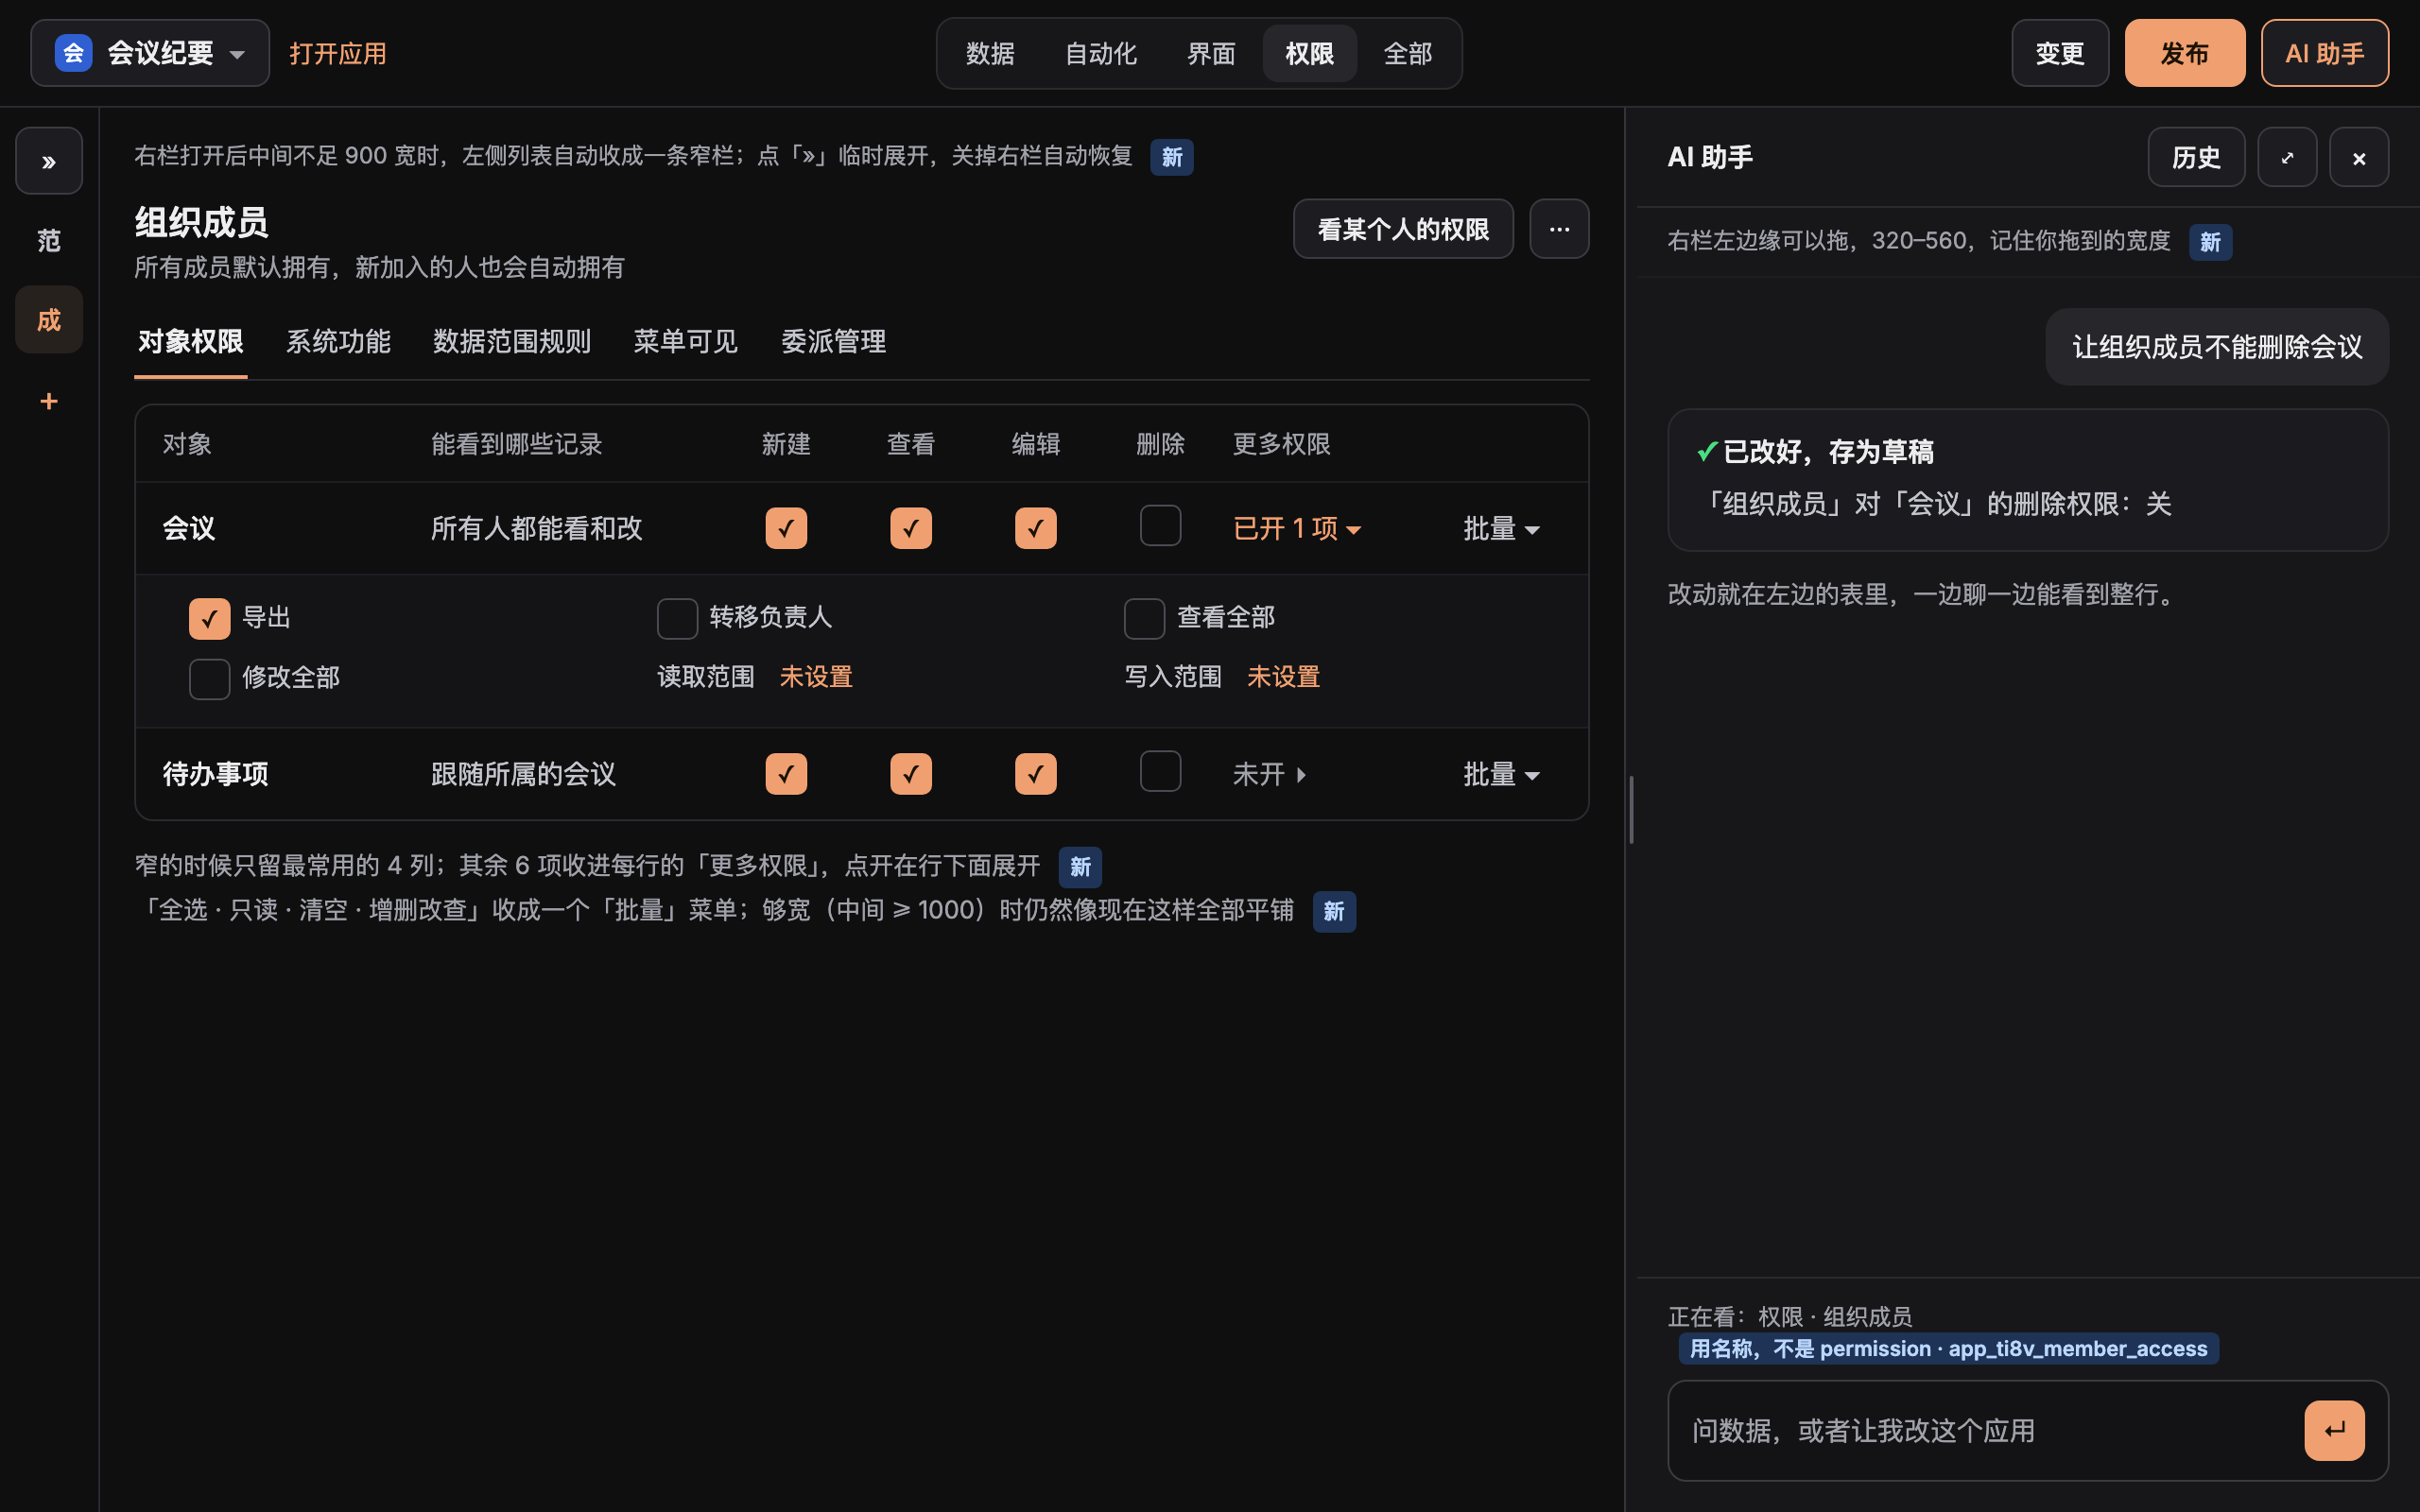 会 会议纪要 打开应用 数据 自动化 界面 权限 全部 变更 发布 AI 助手
»
范
成
+
右栏打开后中间不足 900 宽时，左侧列表自动收成一条窄栏；点「»」临时展开，关掉右栏自动恢复 新
组织成员
所有成员默认拥有，新加入的人也会自动拥有
看某个人的权限 ···
对象权限 系统功能 数据范围规则 菜单可见 委派管理
对象 能看到哪些记录 新建 查看 编辑 删除 更多权限
会议 所有人都能看和改 ✓ ✓ ✓ 已开 1 项 批量
✓ 导出 转移负责人 查看全部
修改全部 读取范围 未设置 写入范围 未设置
待办事项 跟随所属的会议 ✓ ✓ ✓ 未开 批量
窄的时候只留最常用的 4 列；其余 6 项收进每行的「更多权限」，点开在行下面展开 新
「全选 · 只读 · 清空 · 增删改查」收成一个「批量」菜单；够宽（中间 ≥ 1000）时仍然像现在这样全部平铺 新
AI 助手 历史 ⤢ ×
右栏左边缘可以拖，320–560，记住你拖到的宽度 新
让组织成员不能删除会议
✓ 已改好，存为草稿
「组织成员」对「会议」的删除权限：关
改动就在左边的表里，一边聊一边能看到整行。
正在看：权限 · 组织成员
用名称，不是 permission · app_ti8v_member_access
问数据，或者让我改这个应用 ↵